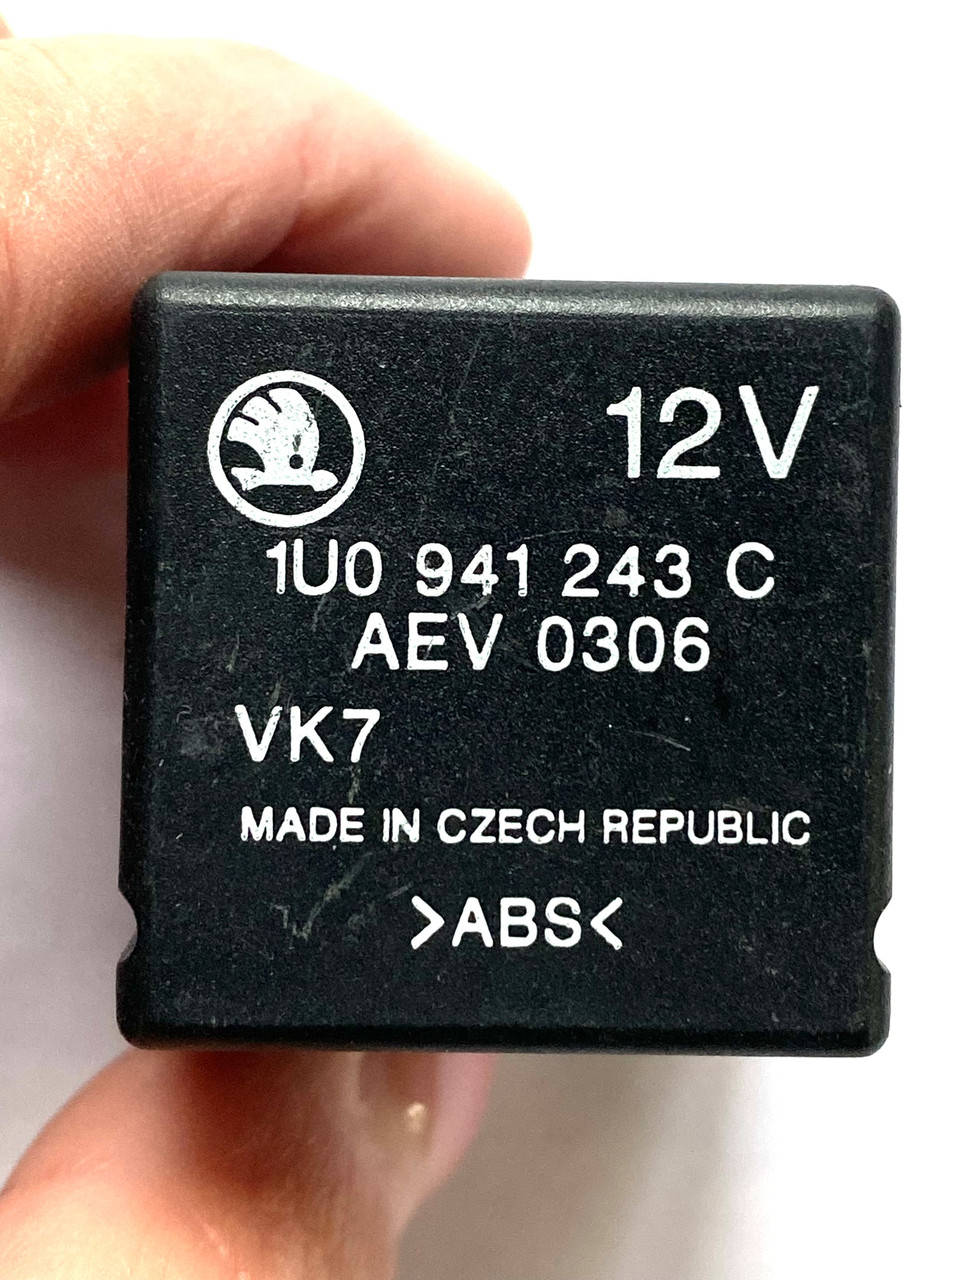 12V
1U0 941 243 C
AEV 0306
VK7
MADE IN CZECH REPUBLIC
>ABS<